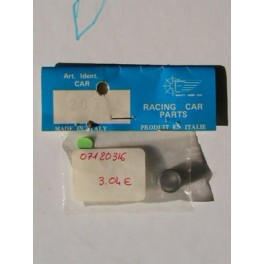 Art. Ident.
CAR
RACING CAR
PARTS
MADE IN ITALY
PRODUIT EN ITALIE
07120316
3.04 €